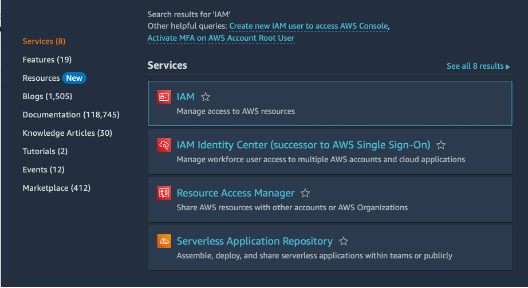 Search results for 'IAM'
Other helpful queries: Create new IAM user to access AWS Console,
Activate MFA on AWS Account Root User
Services (8)
Features (19)
Resources New
Blogs (1,505)
Documentation (118,745)
Knowledge Articles (30)
Tutorials (2)
Events (12)
Marketplace (412)
Services
See all 8 results ▶
IAM ☆
Manage access to AWS resources
IAM Identity Center (successor to AWS Single Sign-On) ☆
Manage workforce user access to multiple AWS accounts and cloud applications
Resource Access Manager ☆
Share AWS resources with other accounts or AWS Organizations
Serverless Application Repository ☆
Assemble, deploy, and share serverless applications within teams or publicly